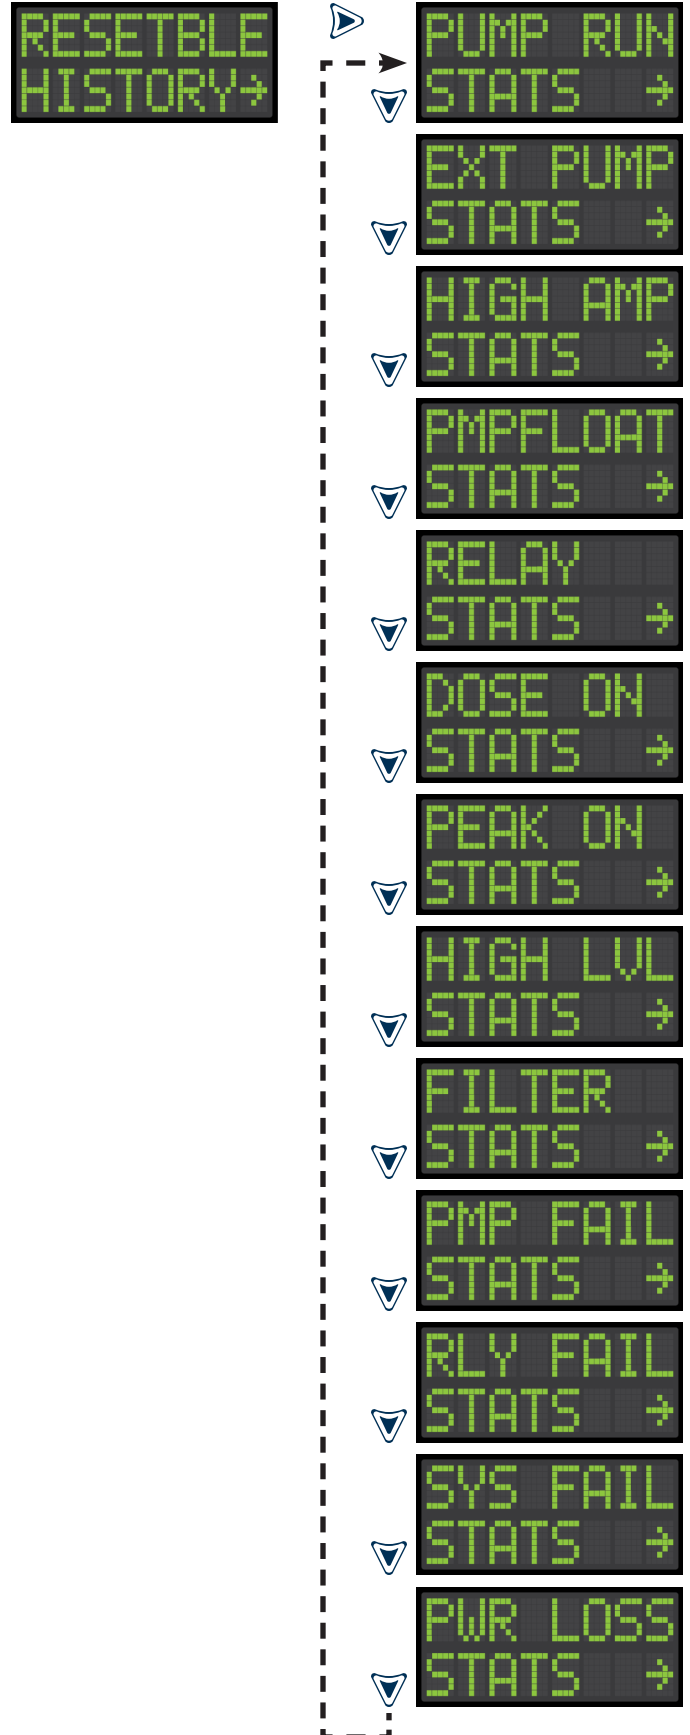 RESETBLE
HISTORY→
PUMP RUN
STATS →
EXT PUMP
STATS →
HIGH AMP
STATS →
PMPFLOAT
STATS →
RELAY
STATS →
DOSE ON
STATS →
PEAK ON
STATS →
HIGH LVL
STATS →
FILTER
STATS →
PMP FAIL
STATS →
RLY FAIL
STATS →
SYS FAIL
STATS →
PWR LOSS
STATS →